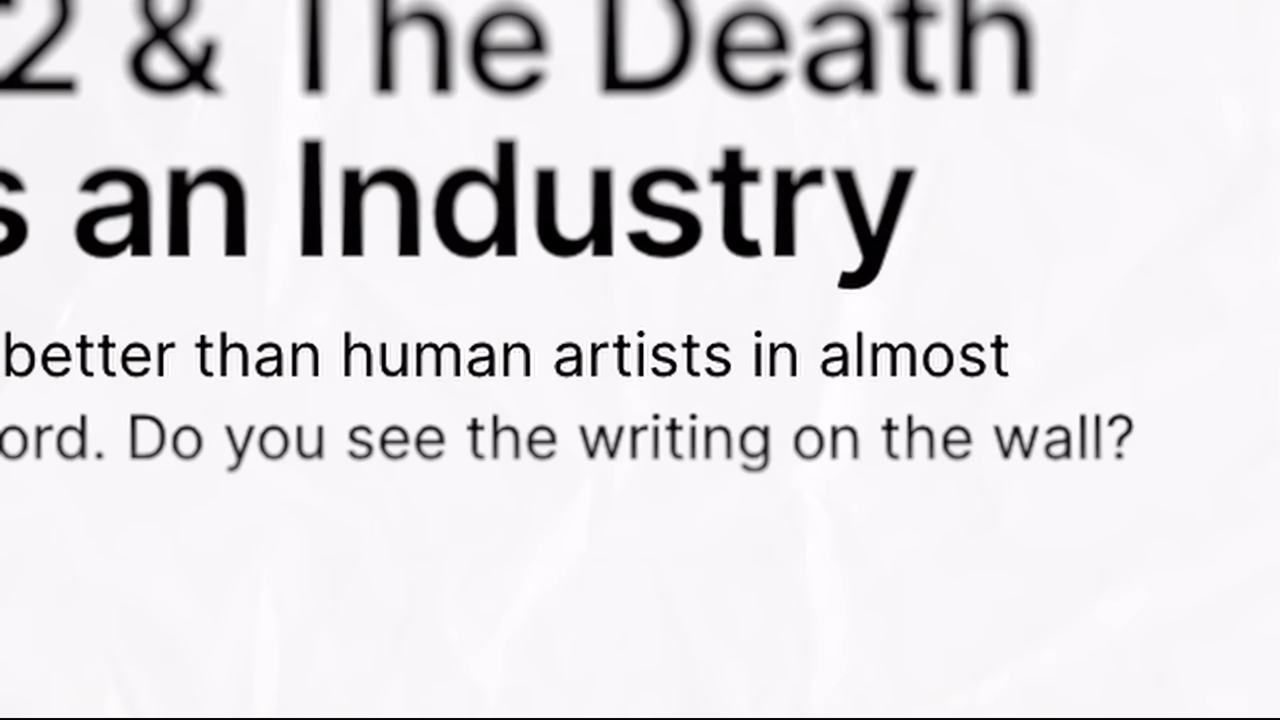 2 & The Death
s an Industry
better than human artists in almost
ord. Do you see the writing on the wall?